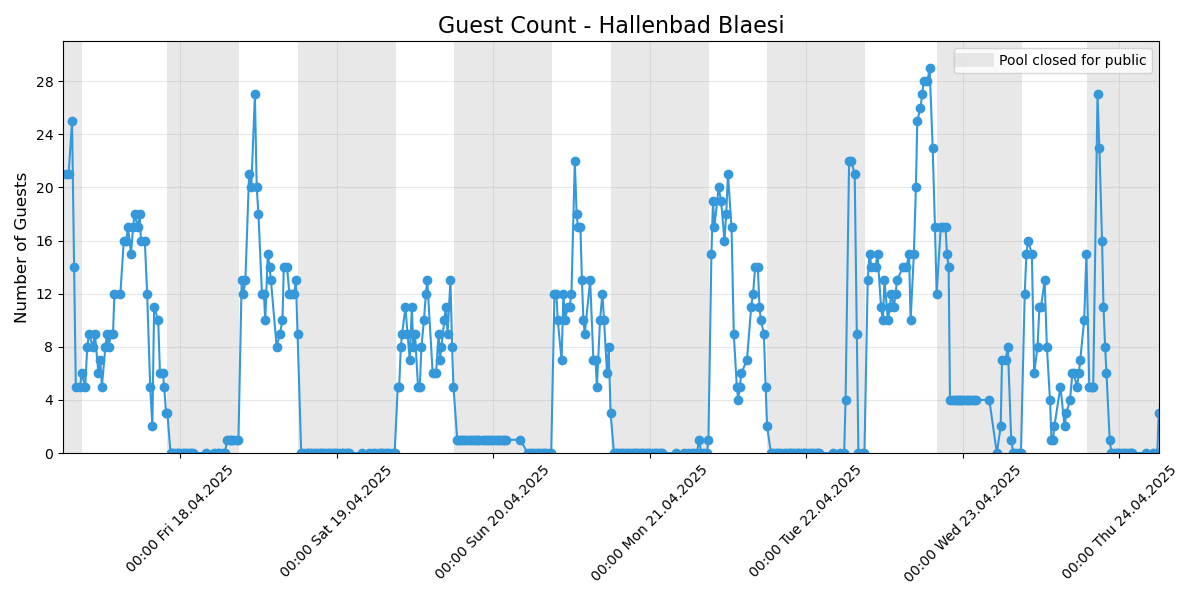 Guest Count - Hallenbad Blaesi
Pool closed for public
Number of Guests
28
24
20
16
12
8
4
0
00:00 Fri 18.04.2025
00:00 Sat 19.04.2025
00:00 Sun 20.04.2025
00:00 Mon 21.04.2025
00:00 Tue 22.04.2025
00:00 Wed 23.04.2025
00:00 Thu 24.04.2025